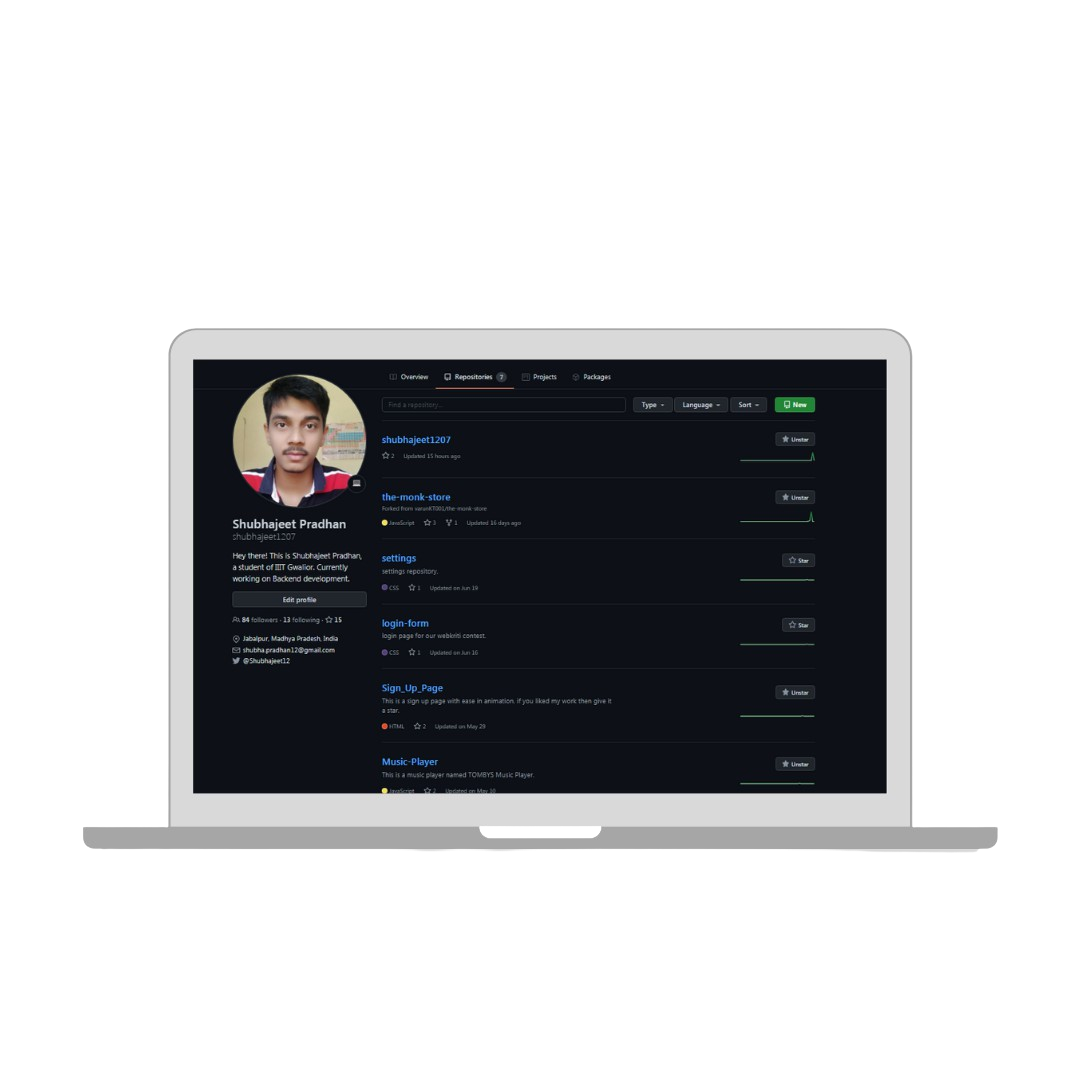 Overview Repositories 7 Projects Packages
Find a repository...
Type Language Sort New
Shubhajeet Pradhan
shubhajeet1207
Hey there! This is Shubhajeet Pradhan,
a student of IIIT Gwalior. Currently
working on Backend development.
Edit profile
84 followers · 13 following · 15
Jabalpur, Madhya Pradesh, India
shubha.pradhan12@gmail.com
@Shubhajeet12
shubhajeet1207
Unstar
2 Updated 15 hours ago
the-monk-store
Unstar
Forked from varunKT001/the-monk-store
JavaScript 3 1 Updated 16 days ago
settings
Star
settings repository.
CSS 1 Updated on Jun 19
login-form
Star
login page for our webkriti contest.
CSS 1 Updated on Jun 16
Sign_Up_Page
Unstar
This is a sign up page with ease in animation. If you liked my work then give it
a star.
HTML 2 Updated on May 29
Music-Player
Unstar
This is a music player named TOMBYS Music Player.
JavaScript 2 Updated on May 10